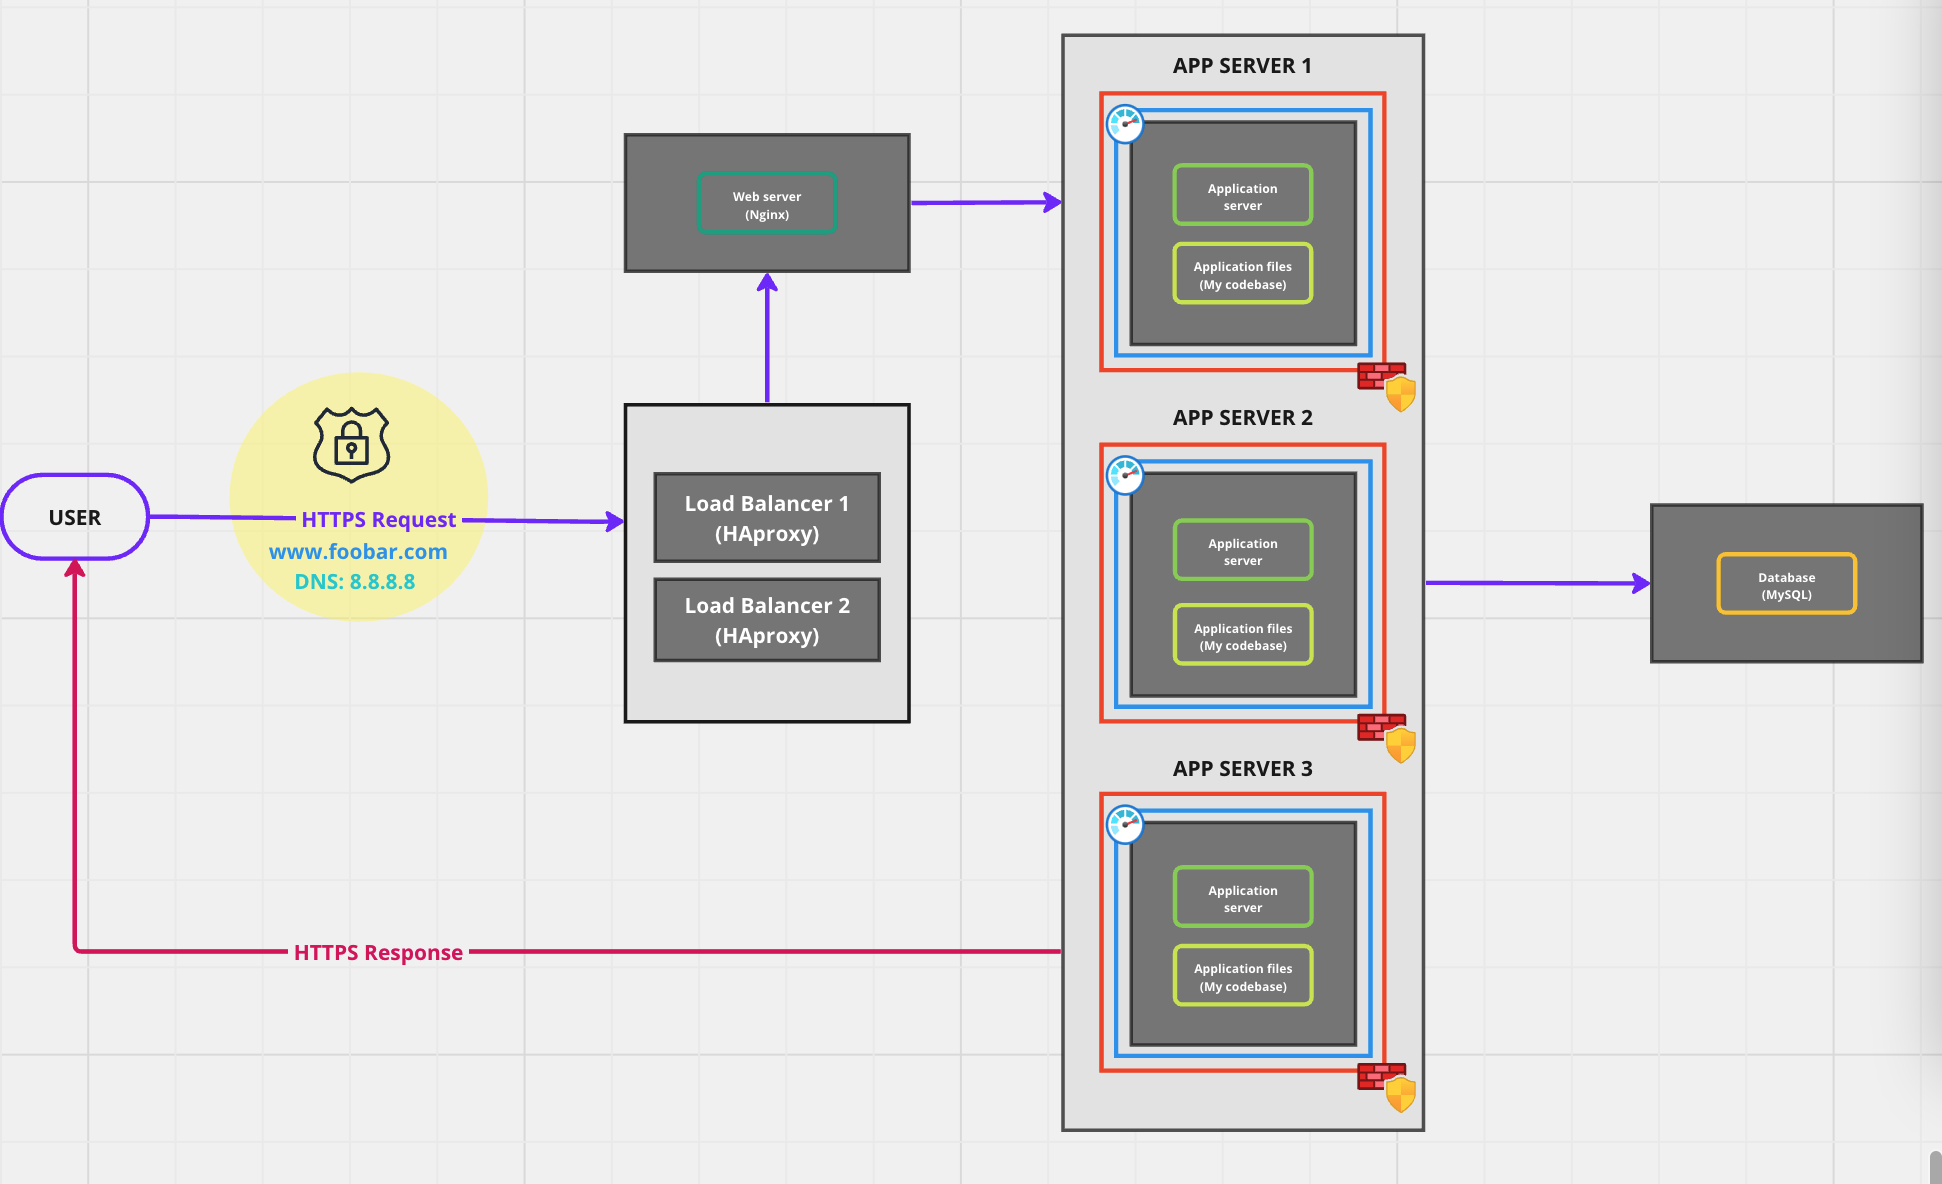 USER
HTTPS Request
www.foobar.com
DNS: 8.8.8.8
Load Balancer 1
(HAproxy)
Load Balancer 2
(HAproxy)
Web server
(Nginx)
APP SERVER 1
Application
server
Application files
(My codebase)
APP SERVER 2
Application
server
Application files
(My codebase)
APP SERVER 3
Application
server
Application files
(My codebase)
Database
(MySQL)
HTTPS Response